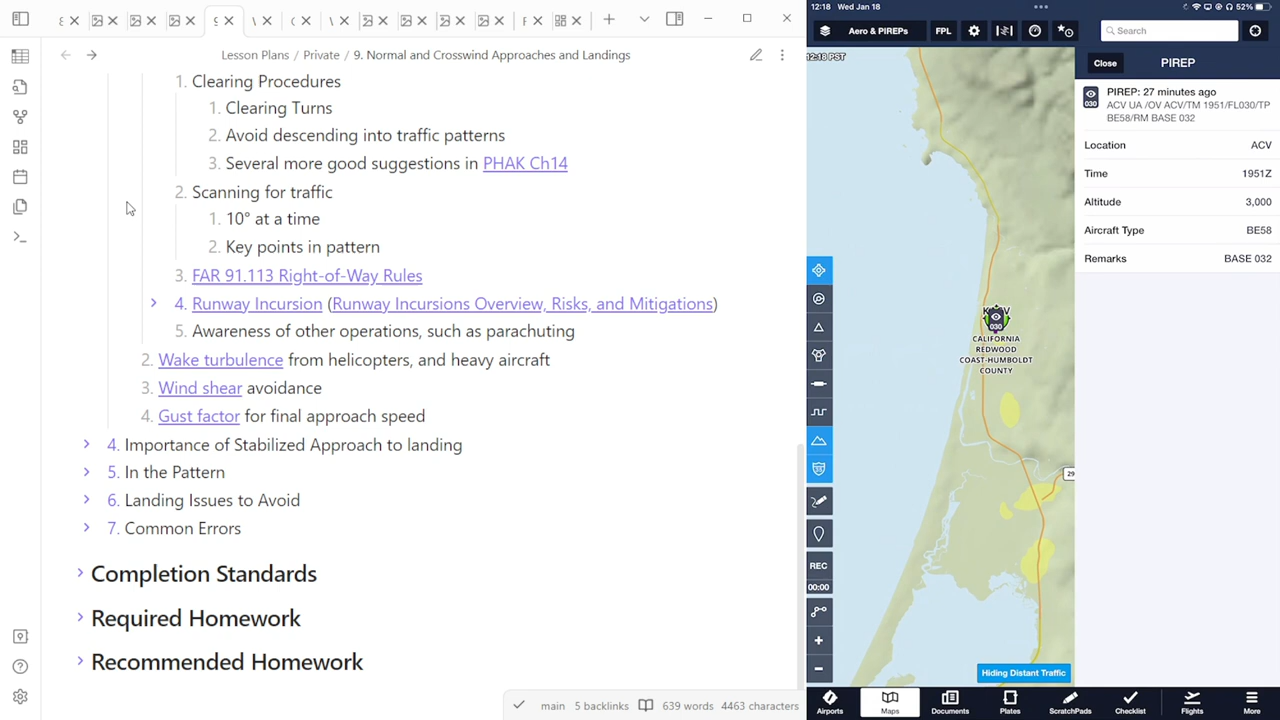 Lesson Plans / Private / 9. Normal and Crosswind Approaches and Landings
1. Clearing Procedures
1. Clearing Turns
2. Avoid descending into traffic patterns
3. Several more good suggestions in PHAK Ch14
2. Scanning for traffic
1. 10° at a time
2. Key points in pattern
3. FAR 91.113 Right-of-Way Rules
4. Runway Incursion (Runway Incursions Overview, Risks, and Mitigations)
5. Awareness of other operations, such as parachuting
2. Wake turbulence from helicopters, and heavy aircraft
3. Wind shear avoidance
4. Gust factor for final approach speed
4. Importance of Stabilized Approach to landing
5. In the Pattern
6. Landing Issues to Avoid
7. Common Errors
Completion Standards
Required Homework
Recommended Homework
main 5 backlinks 639 words 4463 characters
12:18 Wed Jan 18 52%
Aero & PIREPs FPL Search
12:18 PST
Close PIREP
030
PIREP: 27 minutes ago
ACV UA /OV ACV/TM 1951/FL030/TP
BE58/RM BASE 032
Location ACV
Time 1951Z
Altitude 3,000
Aircraft Type BE58
Remarks BASE 032
030
CALIFORNIA
REDWOOD
COAST-HUMBOLDT
COUNTY
REC
00:00
Hiding Distant Traffic
Airports Maps Documents Plates ScratchPads Checklist Flights More